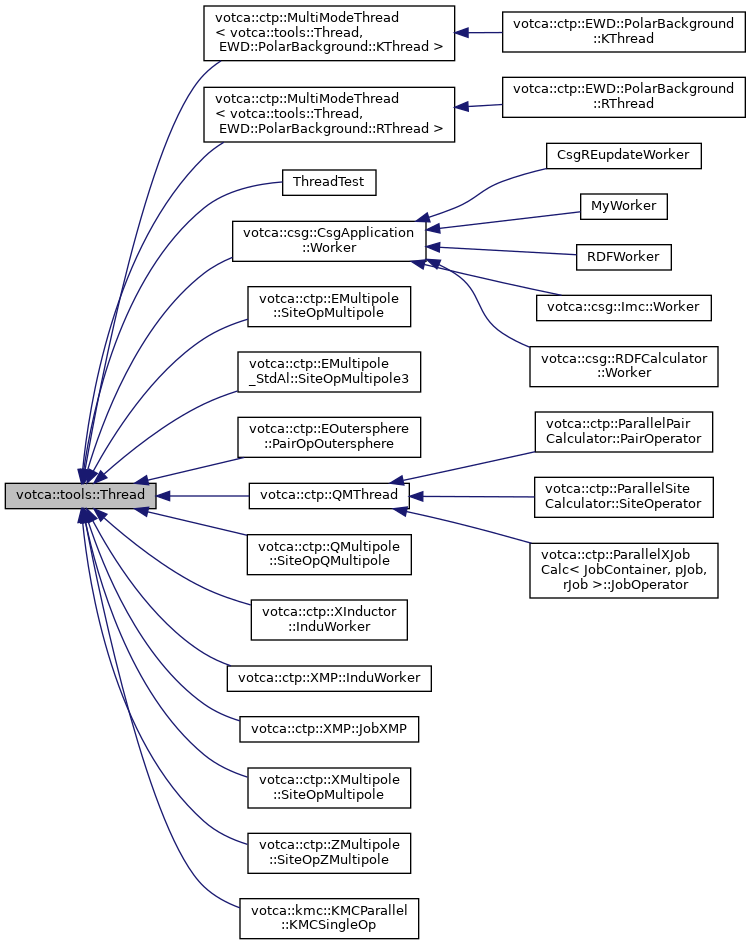 votca::ctp::MultiModeThread
< votca::tools::Thread,
EWD::PolarBackground::KThread >
votca::ctp::EWD::PolarBackground
::KThread
votca::ctp::MultiModeThread
< votca::tools::Thread,
EWD::PolarBackground::RThread >
votca::ctp::EWD::PolarBackground
::RThread
ThreadTest
votca::csg::CsgApplication
::Worker
CsgREupdateWorker
MyWorker
RDFWorker
votca::csg::Imc::Worker
votca::csg::RDFCalculator
::Worker
votca::ctp::EMultipole
::SiteOpMultipole
votca::ctp::EMultipole
_StdAl::SiteOpMultipole3
votca::ctp::EOutersphere
::PairOpOutersphere
votca::tools::Thread
votca::ctp::QMThread
votca::ctp::ParallelPair
Calculator::PairOperator
votca::ctp::ParallelSite
Calculator::SiteOperator
votca::ctp::ParallelXJob
Calc< JobContainer, pJob,
rJob >::JobOperator
votca::ctp::QMultipole
::SiteOpQMultipole
votca::ctp::XInductor
::InduWorker
votca::ctp::XMP::InduWorker
votca::ctp::XMP::JobXMP
votca::ctp::XMultipole
::SiteOpMultipole
votca::ctp::ZMultipole
::SiteOpZMultipole
votca::kmc::KMCParallel
::KMCSingleOp